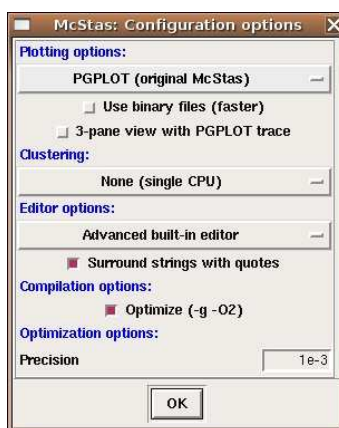 McStas: Configuration options
Plotting options:
PGPLOT (original McStas)
Use binary files (faster)
3-pane view with PGPLOT trace
Clustering:
None (single CPU)
Editor options:
Advanced built-in editor
Surround strings with quotes
Compilation options:
Optimize (-g -O2)
Optimization options:
Precision 1e-3
OK